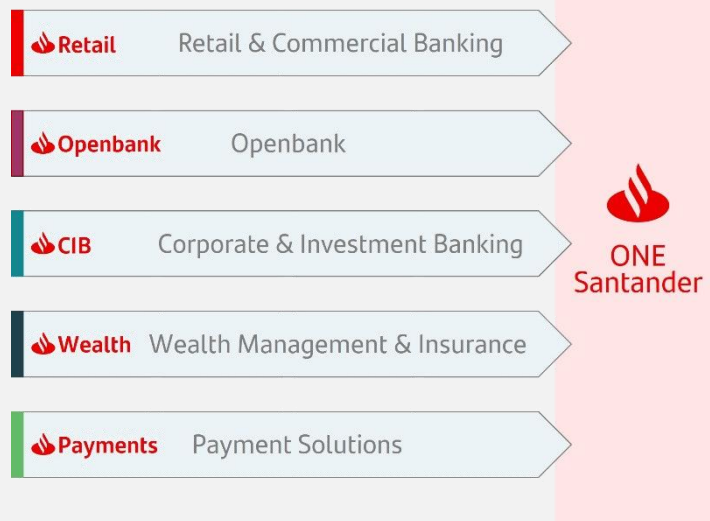 Retail Retail & Commercial Banking
Openbank Openbank
CIB Corporate & Investment Banking
Wealth Wealth Management & Insurance
Payments Payment Solutions
ONE
Santander